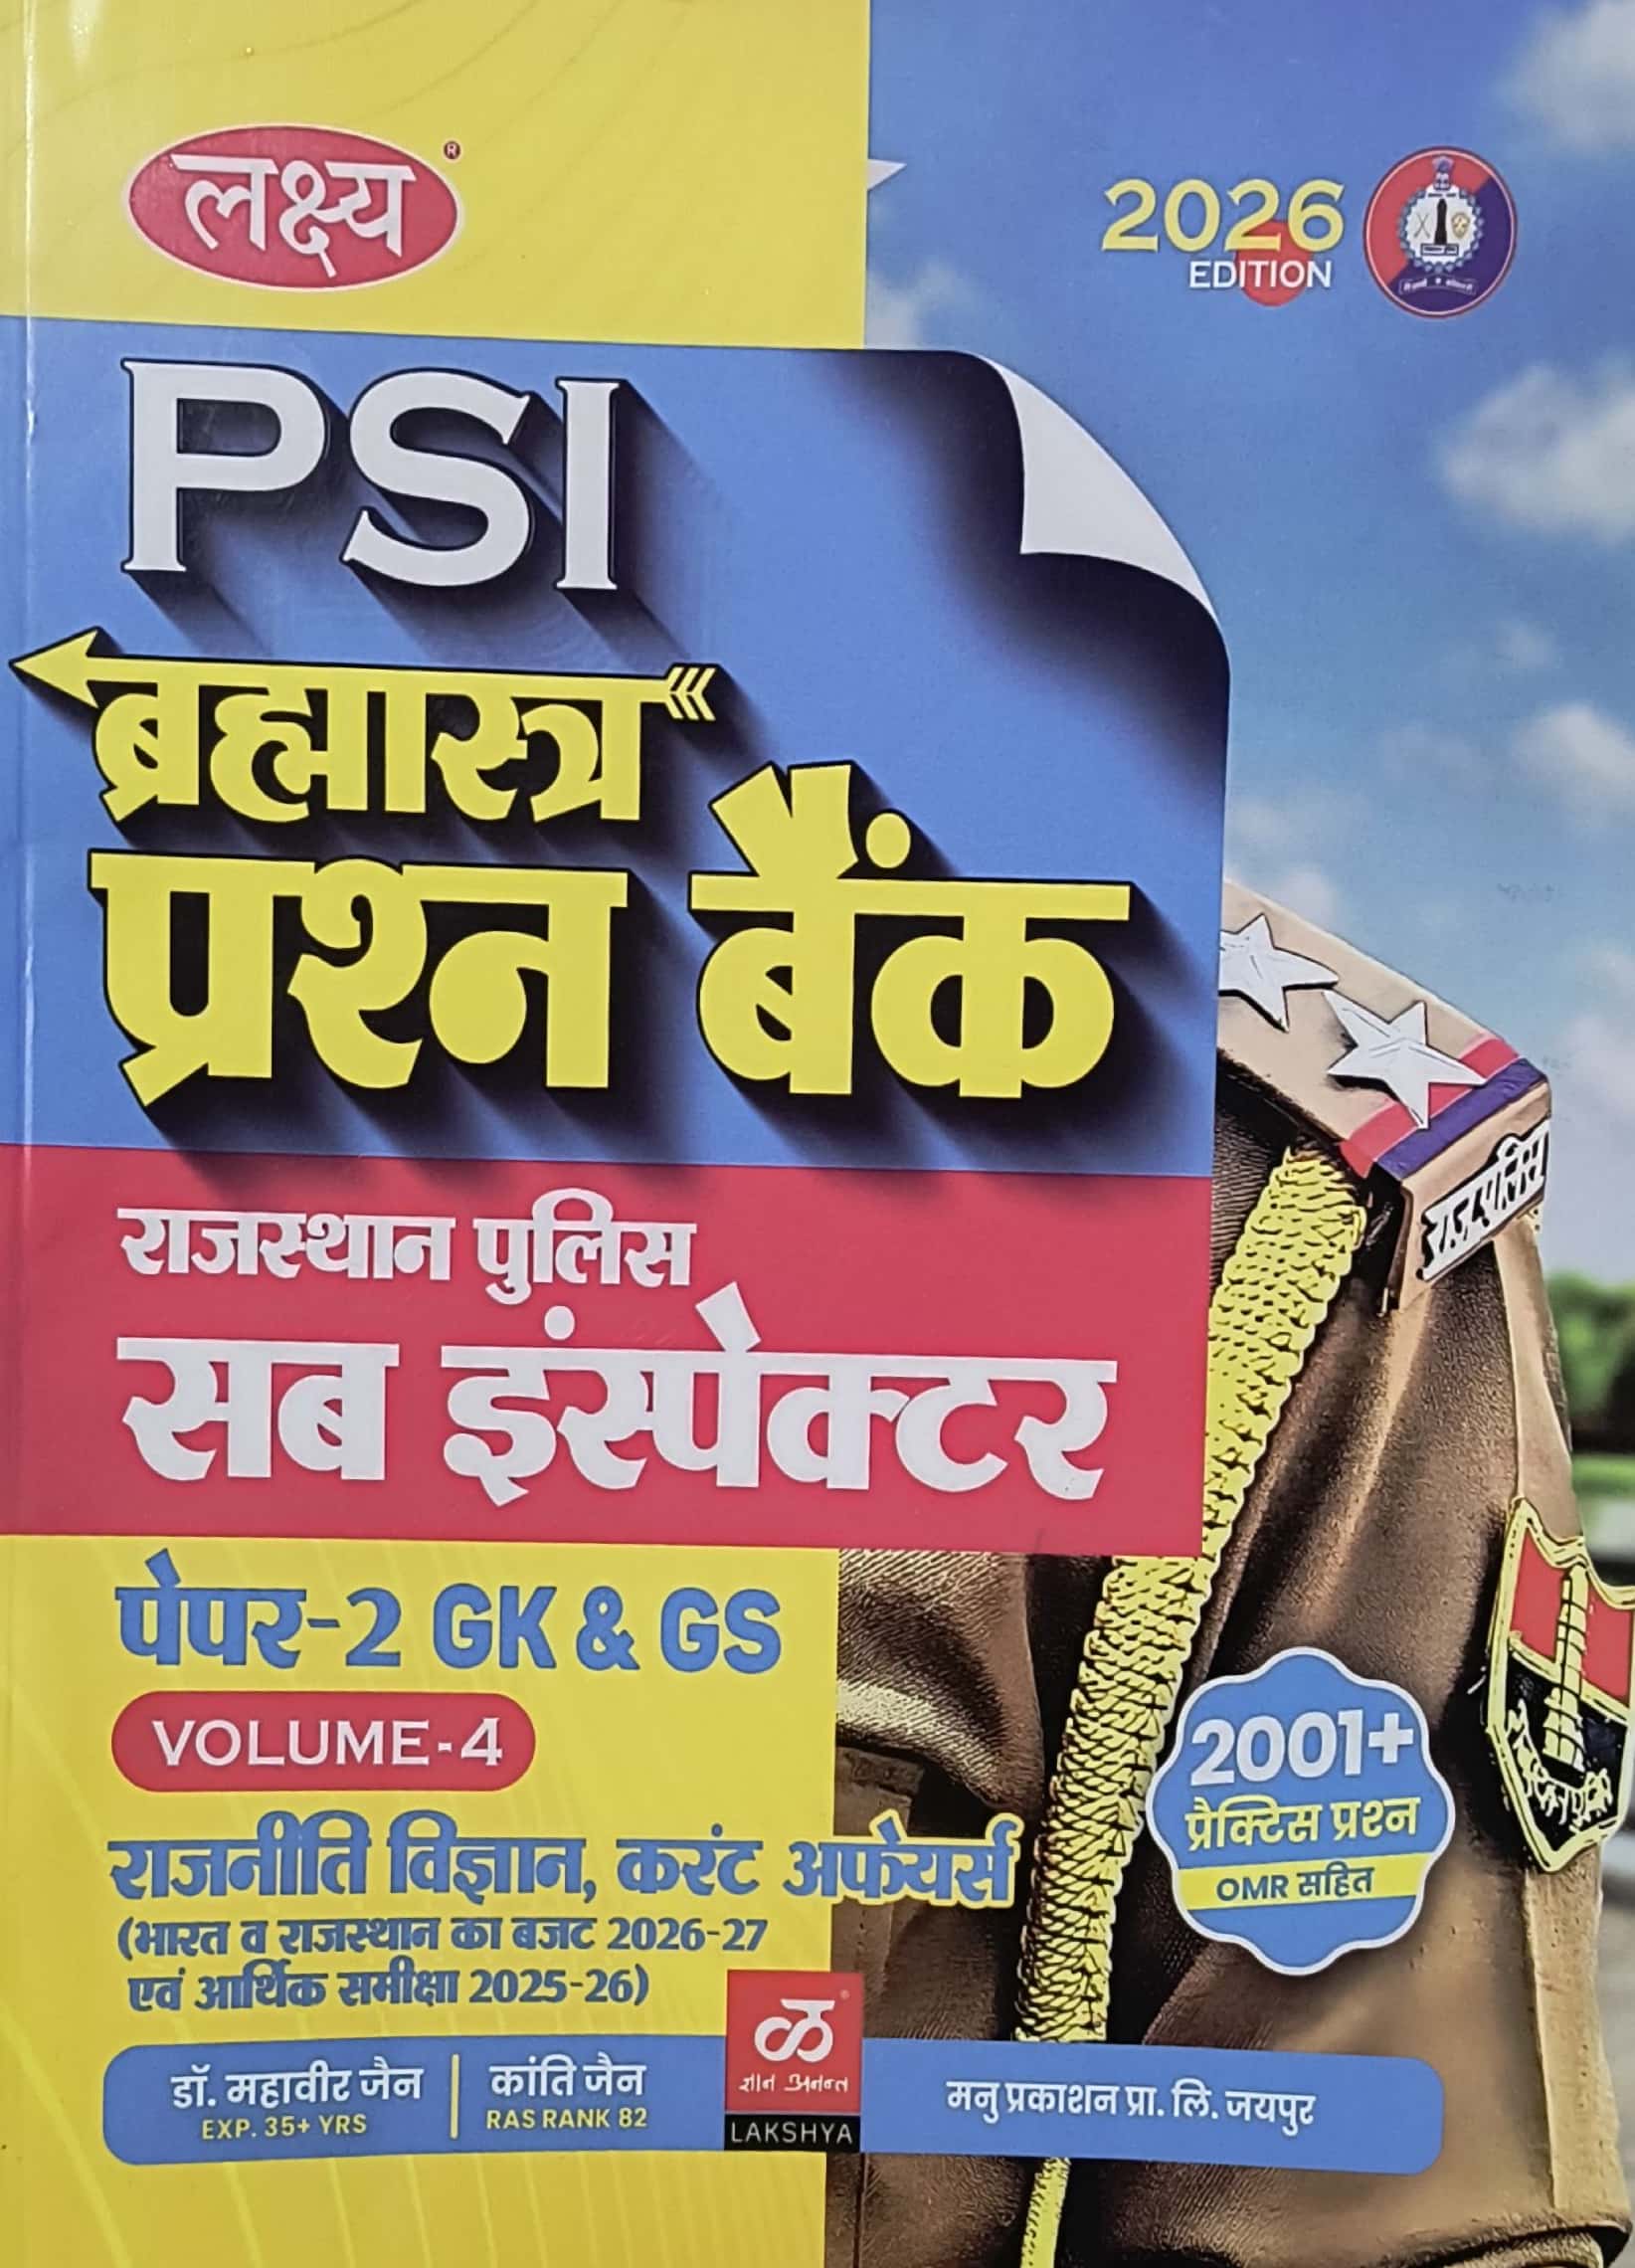 लक्ष्य
®
2026
EDITION
PSI
ब्रह्मास्त्र
प्रश्न बैंक
राज.पुलिस
राजस्थान पुलिस
सब इंस्पेक्टर
पेपर-2 GK & GS
VOLUME-4
2001+
प्रैक्टिस प्रश्न
OMR सहित
राजनीति विज्ञान, करंट अफेयर्स
(भारत व राजस्थान का बजट 2026-27
एवं आर्थिक समीक्षा 2025-26)
डॉ. महावीर जैन
EXP. 35+ YRS
कांति जैन
RAS RANK 82
ज्ञान अनन्त
LAKSHYA
मनु प्रकाशन प्रा. लि. जयपुर